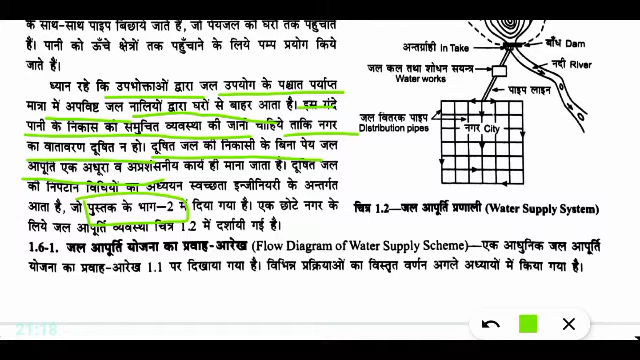 के साथ-साथ पाइप बिछाये जाते हैं, जो पेयजल को घरों तक पहुंचाते
हैं। पानी को ऊँचे क्षेत्रों तक पहुँचाने के लिये पम्प प्रयोग किये
जाते हैं।
ध्यान रहे कि उपभोक्ताओं द्वारा जल उपयोग के पश्चात पर्याप्त
मात्रा में अपविष्ट जल नालियों द्वारा घरों से बाहर आता है। इस गंदे
पानी के निकास की समुचित व्यवस्था की जानी चाहिये ताकि नगर
का वातावरण दूषित न हो। दूषित जल की निकासी के बिना पेय जल
आपूर्ति एक अधूरा व अप्रशंसनीय कार्य ही माना जाता है। दूषित जल
की निपटान विधियों का अध्ययन स्वच्छता इन्जीनियरी के अन्तर्गत
आता है, जो पुस्तक के भाग–2 में दिया गया है। एक छोटे नगर के
लिये जल आपूर्ति व्यवस्था चित्र 1.2 में दर्शायी गई है।
अन्तर्ग्राही In Take
बाँध Dam
नदी River
जल कल तथा शोधन सयन्त्र
Water works
पाइप लाइन
जल वितरक पाइप
Distribution pipes
नगर City
चित्र 1.2–जल आपूर्ति प्रणाली (Water Supply System)
1.6-1. जल आपूर्ति योजना का प्रवाह-आरेख (Flow Diagram of Water Supply Scheme)–एक आधुनिक जल आपूर्ति
योजना का प्रवाह-आरेख 1.1 पर दिखाया गया है। विभिन्न प्रक्रियाओं का विस्तृत वर्णन अगले अध्यायों में किया गया है।
21:18